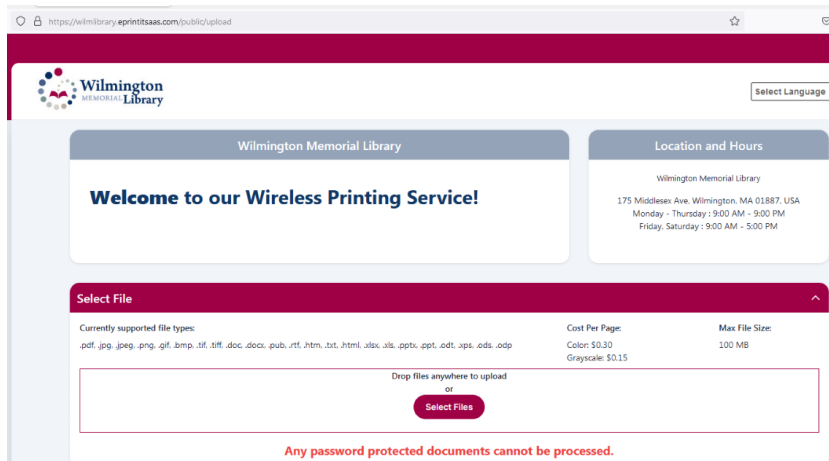 https://wilmlibrary.eprintitsaas.com/public/upload
Wilmington
MEMORIAL Library
Select Language
Wilmington Memorial Library
Welcome to our Wireless Printing Service!
Location and Hours
Wilmington Memorial Library
175 Middlesex Ave, Wilmington, MA 01887, USA
Monday - Thursday : 9:00 AM - 9:00 PM
Friday, Saturday : 9:00 AM - 5:00 PM
Select File
Currently supported file types:
.pdf, .jpg, .jpeg, .png, .gif, .bmp, .tif, .tiff, .doc, .docx, .pub, .rtf, .htm, .txt, .html, .xlsx, .xls, .pptx, .ppt, .odt, .xps, .ods, .odp
Cost Per Page:
Color: $0.30
Grayscale: $0.15
Max File Size:
100 MB
Drop files anywhere to upload
or
Select Files
Any password protected documents cannot be processed.